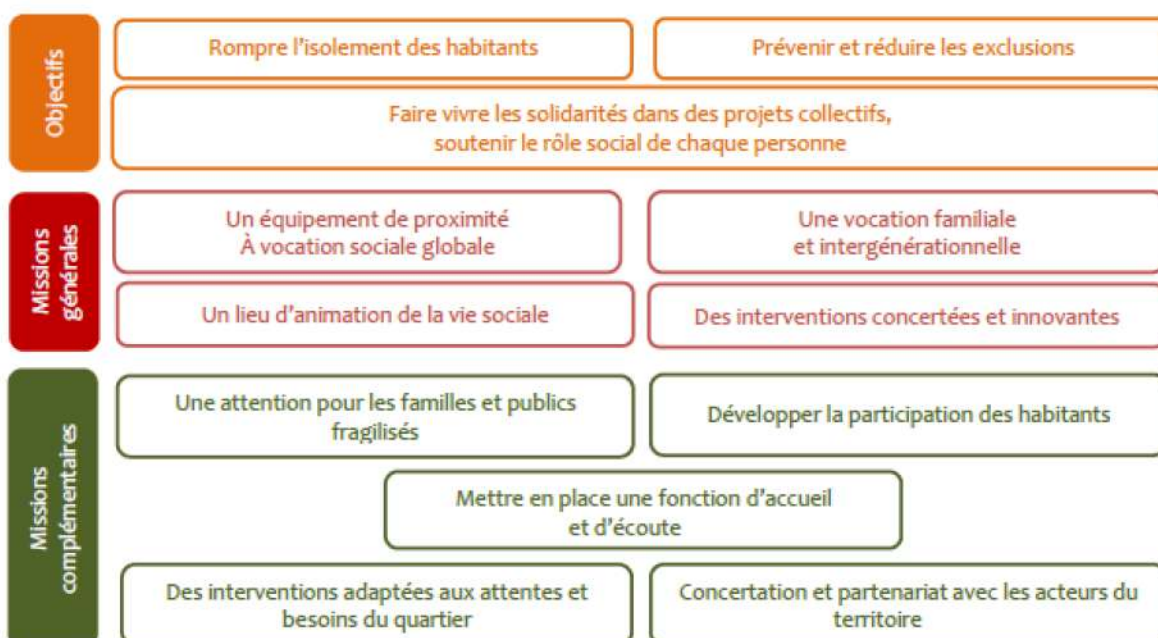 Objectifs
Rompre l'isolement des habitants
Prévenir et réduire les exclusions
Faire vivre les solidarités dans des projets collectifs,
soutenir le rôle social de chaque personne
Missions
générales
Un équipement de proximité
À vocation sociale globale
Une vocation familiale
et intergénérationnelle
Un lieu d'animation de la vie sociale
Des interventions concertées et innovantes
Missions
complémentaires
Une attention pour les familles et publics
fragilisés
Développer la participation des habitants
Mettre en place une fonction d'accueil
et d'écoute
Des interventions adaptées aux attentes et
besoins du quartier
Concertation et partenariat avec les acteurs du
territoire